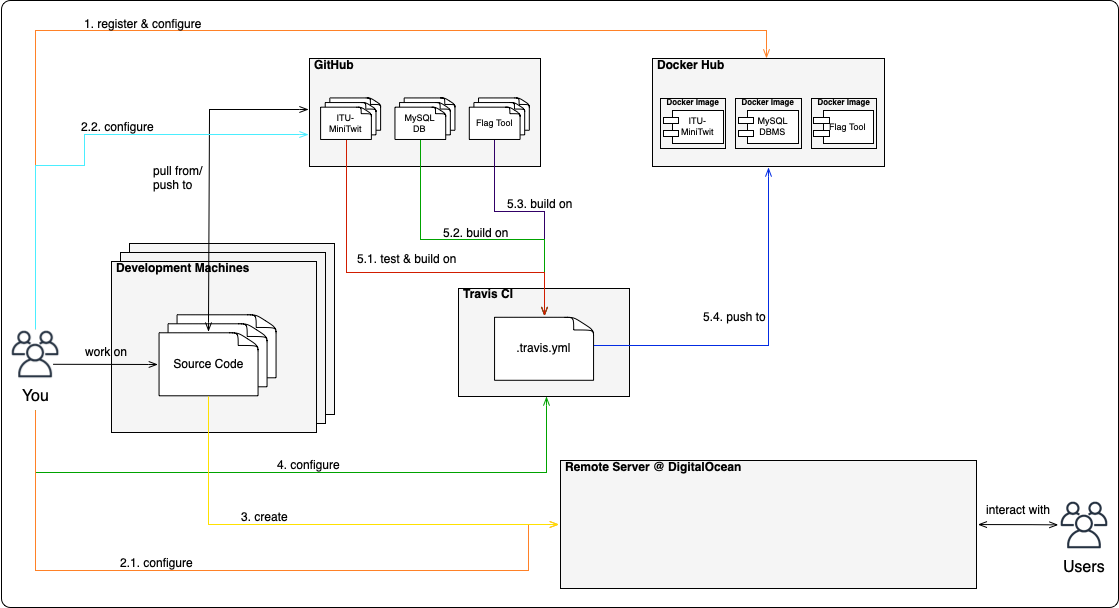 1. register & configure
GitHub
Docker Hub
ITU-
MiniTwit
MySQL
DB
Flag Tool
Docker Image
ITU-
MiniTwit
Docker Image
MySQL
DBMS
Docker Image
Flag Tool
2.2. configure
pull from/
push to
5.3. build on
5.2. build on
5.1. test & build on
Development Machines
Travis CI
.travis.yml
5.4. push to
work on
Source Code
You
4. configure
Remote Server @ DigitalOcean
3. create
interact with
2.1. configure
Users